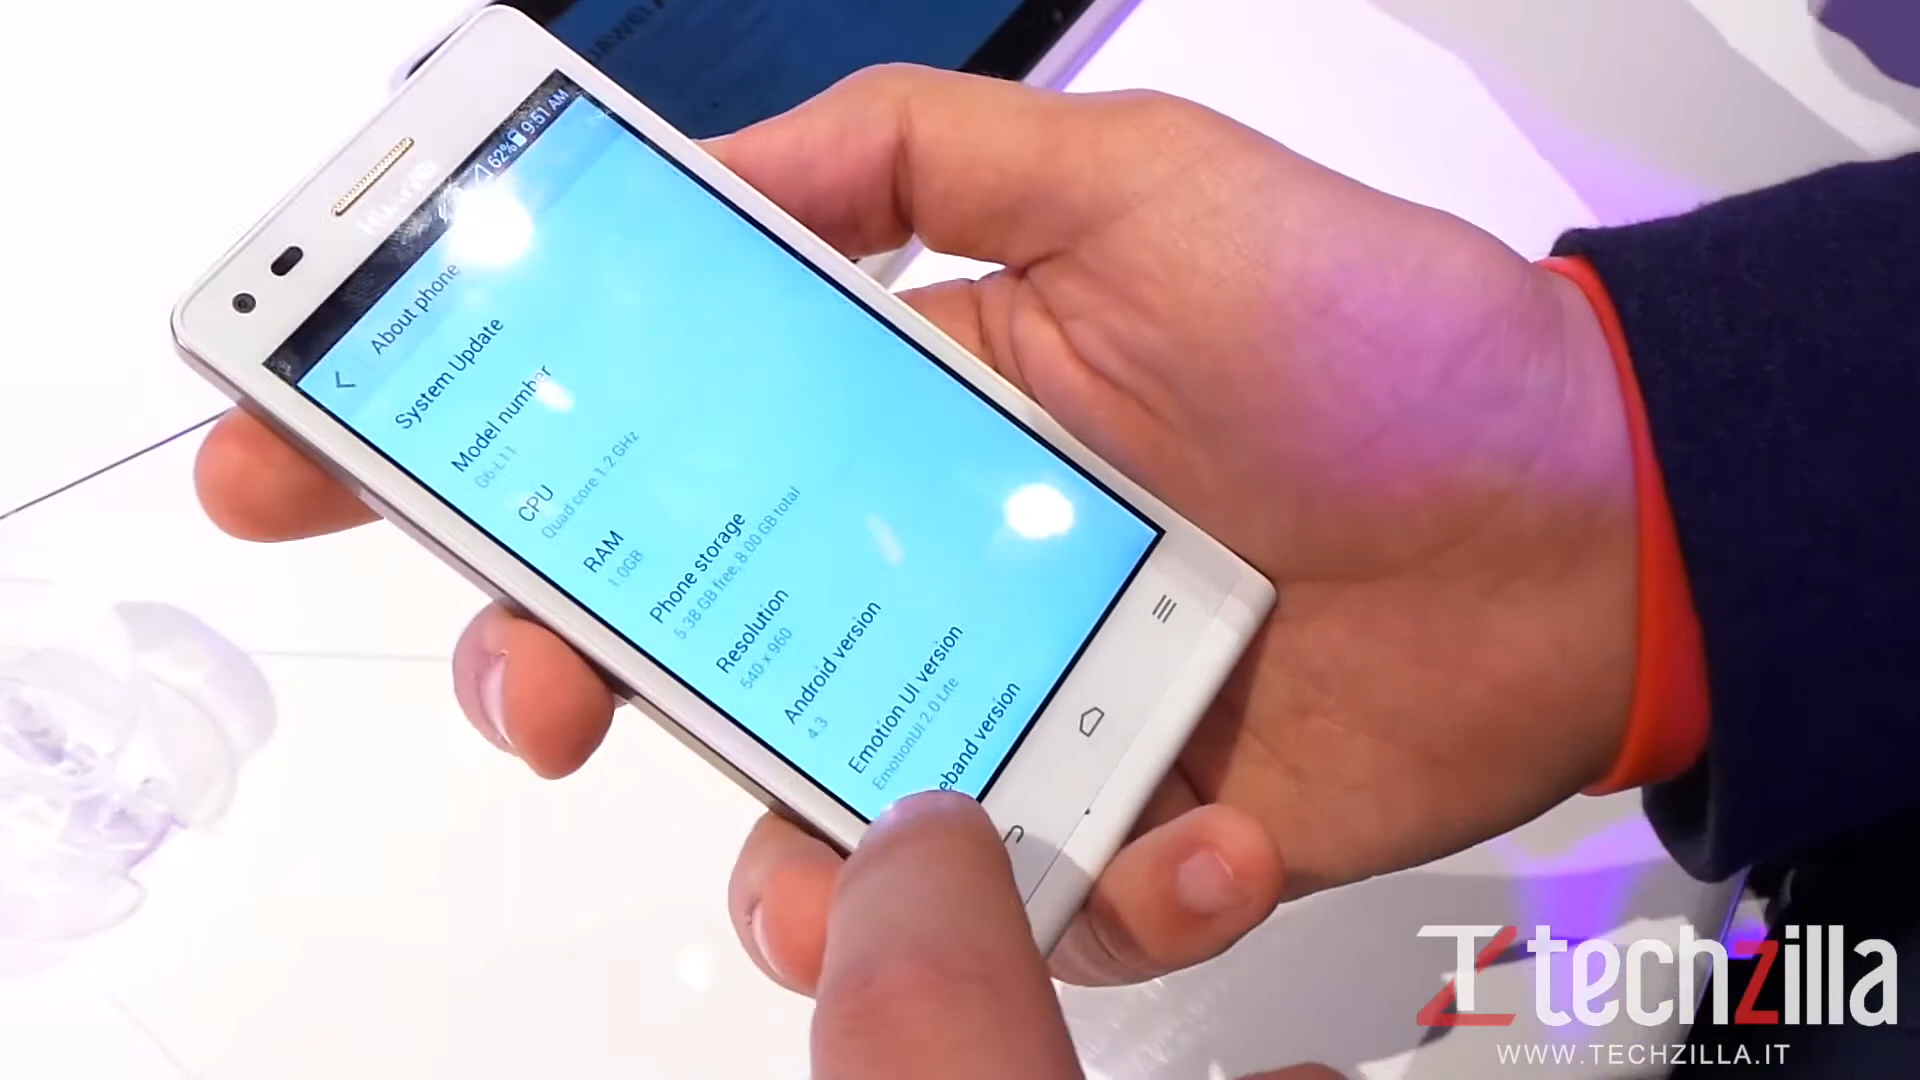 HUAWEI
62% 9:51 AM
About phone
System Update
Model number
G6-L11
CPU
Quad core 1.2 GHz
RAM
1.0GB
Phone storage
5.38 GB free, 8.00 GB total
Resolution
540 x 960
Android version
4.3
Emotion UI version
EmotionUI 2.0 Lite
eband version
techzilla
WWW.TECHZILLA.IT